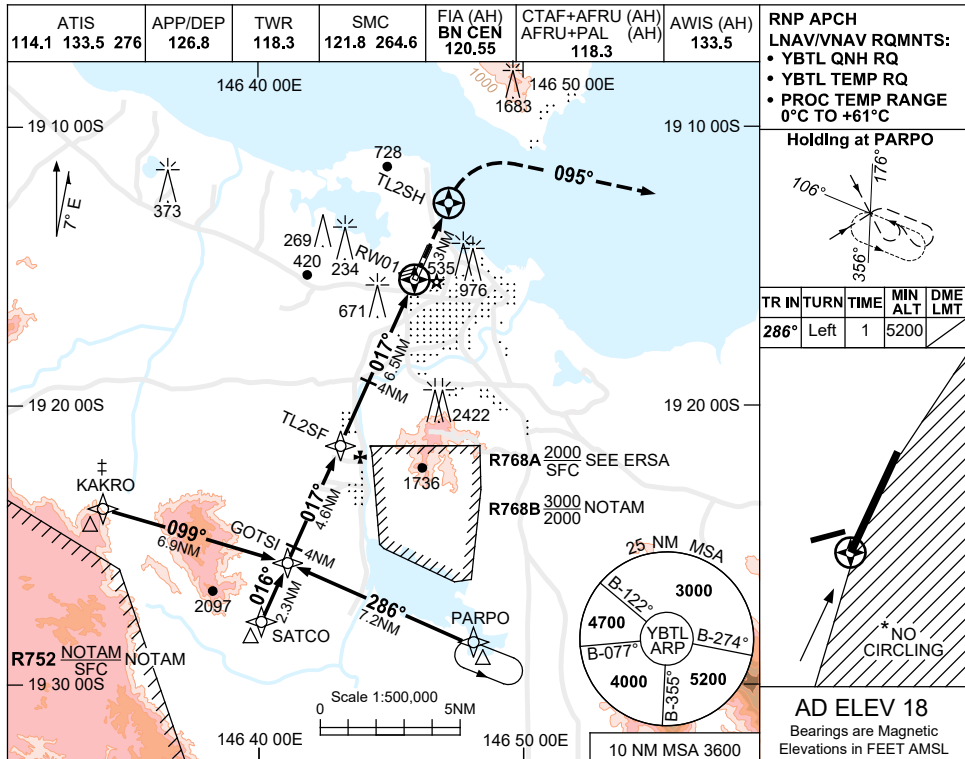 ATIS
114.1 133.5 276
APP/DEP
126.8
TWR
118.3
SMC
121.8 264.6
FIA (AH)
BN CEN
120.55
CTAF+AFRU (AH)
AFRU+PAL (AH)
118.3
AWIS (AH)
133.5
RNP APCH
LNAV/VNAV RQMNTS:
• YBTL QNH RQ
• YBTL TEMP RQ
• PROC TEMP RANGE
0°C TO +61°C
Holding at PARPO
176°
106°
356°
TR IN TURN TIME MIN ALT DME LMT
286° Left 1 5200
*NO
CIRCLING
AD ELEV 18
Bearings are Magnetic
Elevations in FEET AMSL
146 40 00E
146 50 00E
1000
1683
19 10 00S
19 10 00S
728
TL2SH
095°
7° E
373
269
420
234
RW01
3NM
535
976
671
017°
6.5NM
4NM
19 20 00S
19 20 00S
2422
TL2SF
R768A 2000 SEE ERSA
SFC
1736
R768B 3000 NOTAM
2000
‡
KAKRO
099°
6.9NM
GOTSI
017°
4.6NM
4NM
016°
2.3NM
286°
7.2NM
2097
SATCO
PARPO
R752 NOTAM NOTAM
SFC
19 30 00S
Scale 1:500,000
0 5NM
146 40 00E
146 50 00E
25 NM MSA
B-122°
3000
4700
YBTL
ARP
B-274°
B-077°
4000
B-355°
5200
10 NM MSA 3600